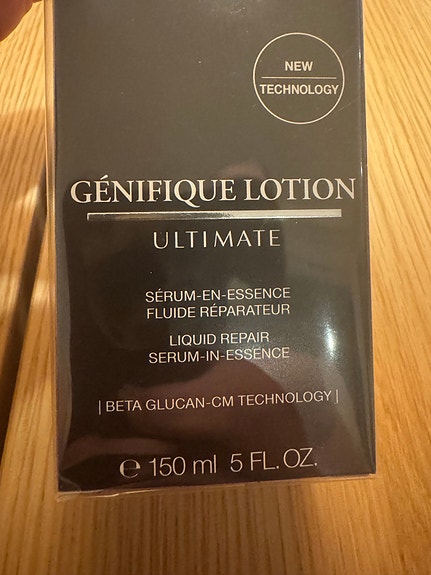 NEW
TECHNOLOGY
GÉNIFIQUE LOTION
ULTIMATE
SÉRUM-EN-ESSENCE
FLUIDE RÉPARATEUR
LIQUID REPAIR
SERUM-IN-ESSENCE
| BETA GLUCAN-CM TECHNOLOGY |
℮ 150 ml 5 FL. OZ.